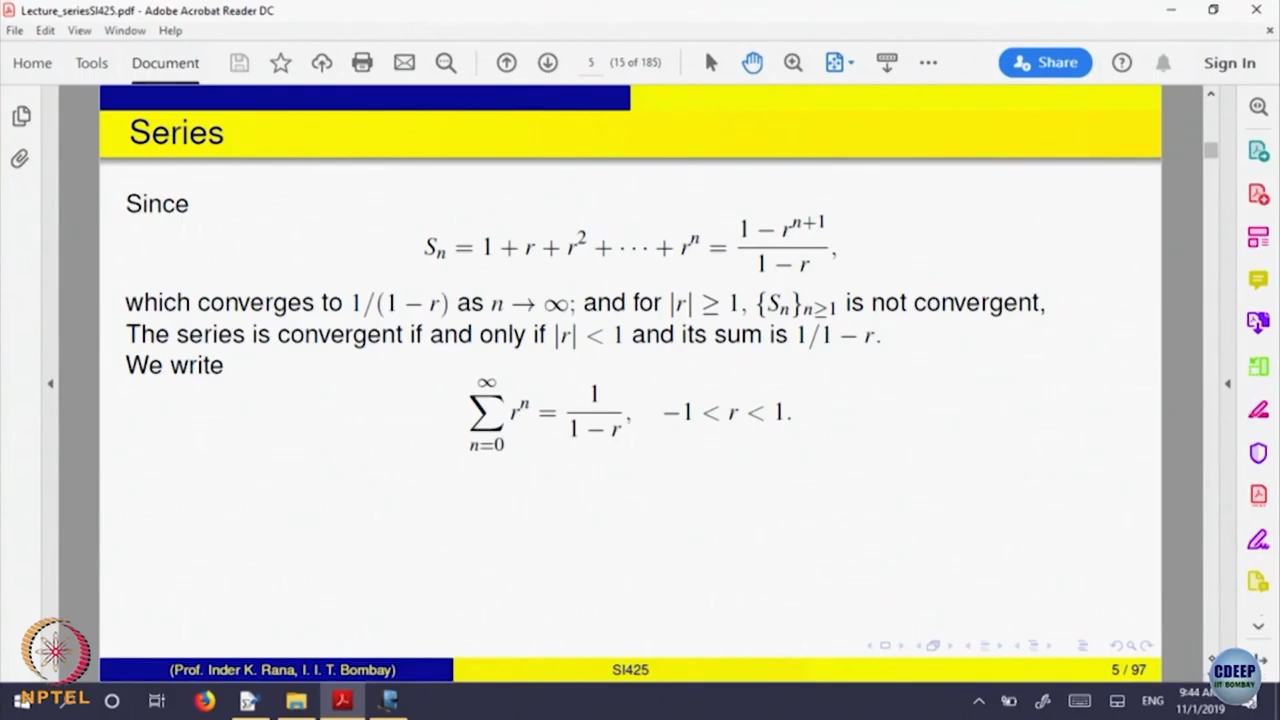 Lecture_seriesSI425.pdf - Adobe Acrobat Reader DC
File Edit View Window Help
Home Tools Document 5 (15 of 185) Share Sign In
Series
Since
Sₙ = 1 + r + r² + ⋯ + rⁿ = (1 − rⁿ⁺¹)/(1 − r),
which converges to 1/(1 − r) as n → ∞; and for |r| ≥ 1, {Sₙ}ₙ≥₁ is not convergent,
The series is convergent if and only if |r| < 1 and its sum is 1/1 − r.
We write
∑_{n=0}^{∞} rⁿ = 1/(1 − r), −1 < r < 1.
(Prof. Inder K. Rana, I. I. T. Bombay) SI425 5 / 97
NPTEL
CDEEP
IIT BOMBAY
ENG
9:44 AM
11/1/2019